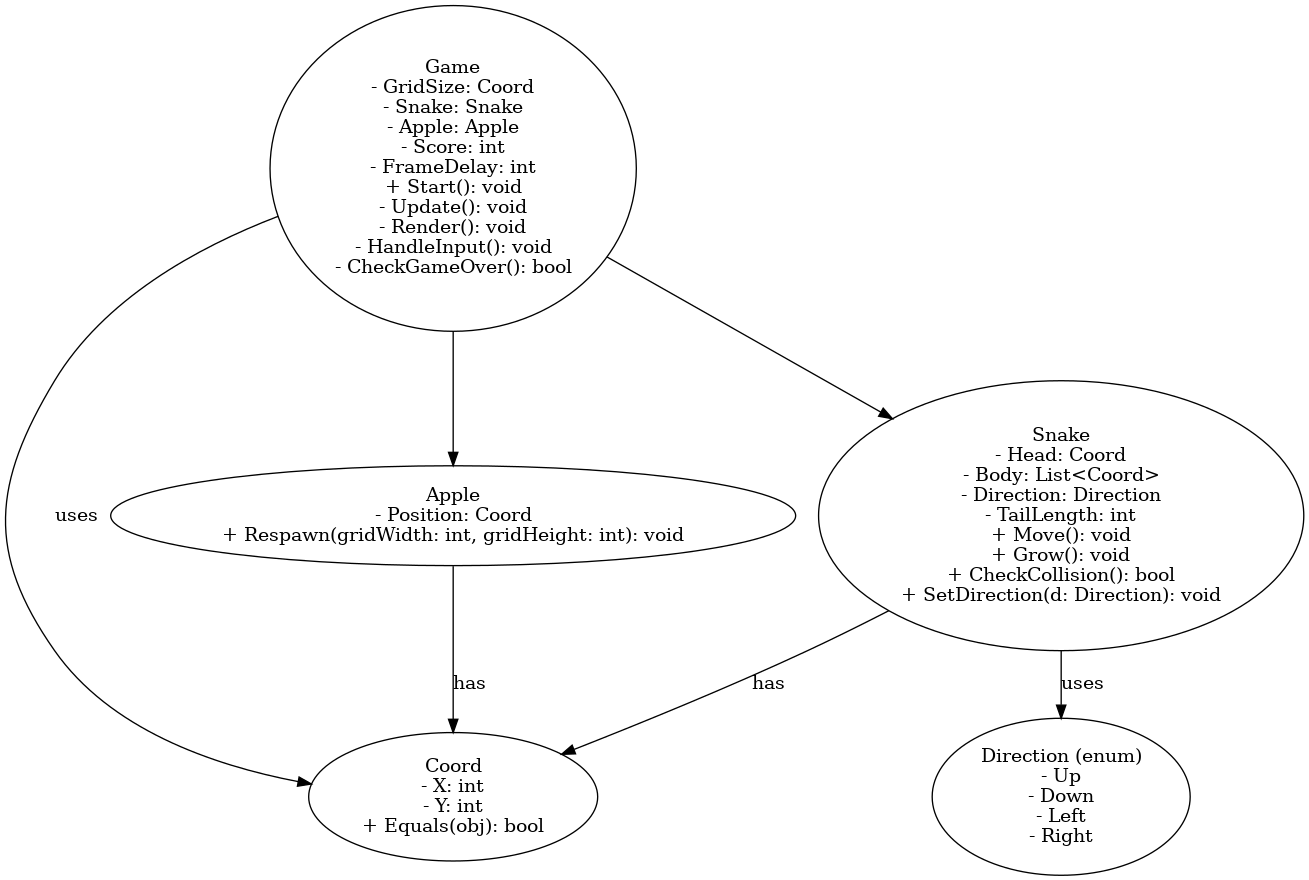 Game
- GridSize: Coord
- Snake: Snake
- Apple: Apple
- Score: int
- FrameDelay: int
+ Start(): void
- Update(): void
- Render(): void
- HandleInput(): void
- CheckGameOver(): bool
Snake
- Head: Coord
- Body: List<Coord>
- Direction: Direction
- TailLength: int
+ Move(): void
+ Grow(): void
+ CheckCollision(): bool
+ SetDirection(d: Direction): void
uses
Apple
- Position: Coord
+ Respawn(gridWidth: int, gridHeight: int): void
has
has
uses
Coord
- X: int
- Y: int
+ Equals(obj): bool
Direction (enum)
- Up
- Down
- Left
- Right